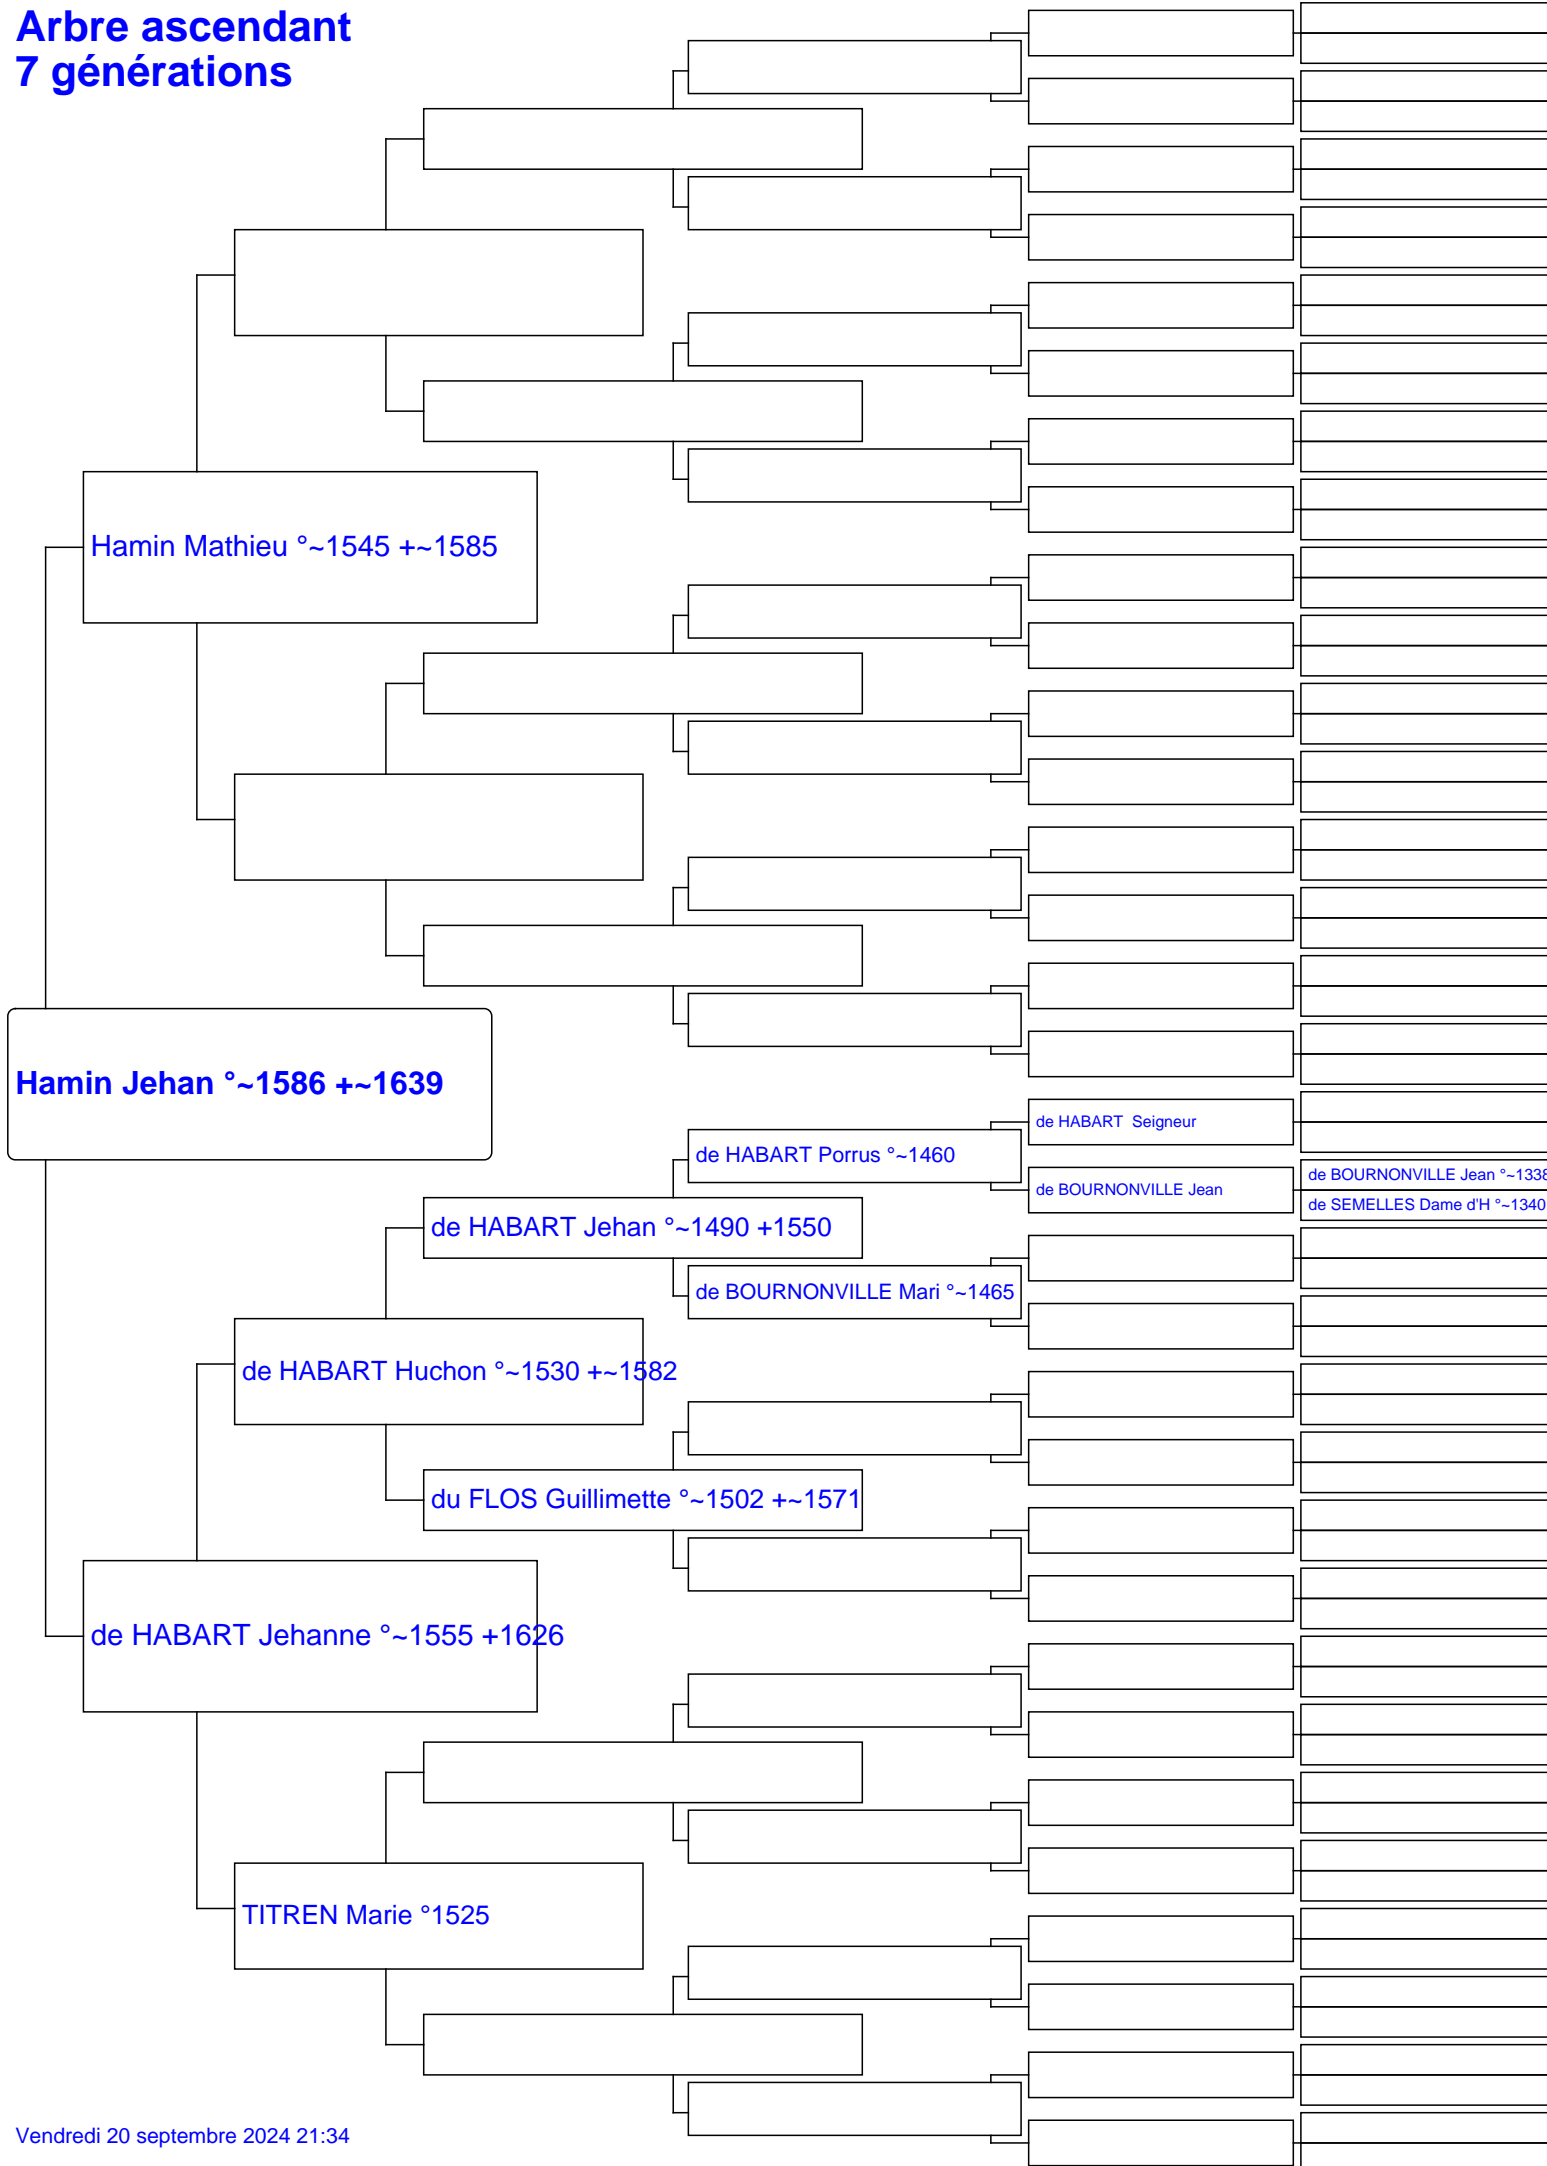 Arbre ascendant
7 générations
Hamin Mathieu °~1545 +~1585
Hamin Jehan °~1586 +~1639
de HABART  Seigneur
de HABART Porrus °~1460
de BOURNONVILLE Jean °~1338
de BOURNONVILLE Jean
de SEMELLES Dame d'H °~1340
de HABART Jehan °~1490 +1550
de BOURNONVILLE Mari °~1465
de HABART Huchon °~1530 +~1582
du FLOS Guillimette °~1502 +~1571
de HABART Jehanne °~1555 +1626
TITREN Marie °1525
Vendredi 20 septembre 2024 21:34